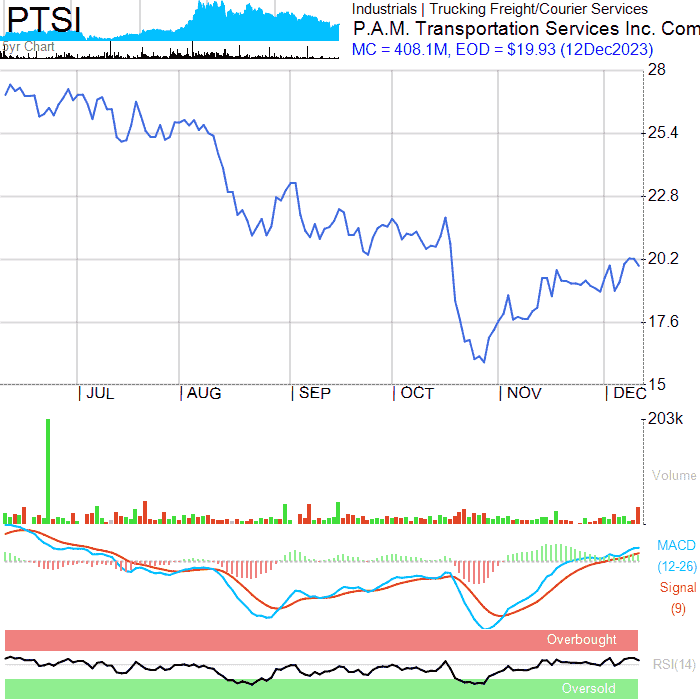 PTSI
Industrials | Trucking Freight/Courier Services
P.A.M. Transportation Services Inc. Com
MC = 408.1M, EOD = $19.93 (12Dec2023)
Chart
28
25.4
22.8
20.2
17.6
15
| JUL | AUG | SEP | OCT | NOV | DEC
203k
Volume
MACD
(12-26)
Signal
(9)
Overbought
RSI(14)
Oversold